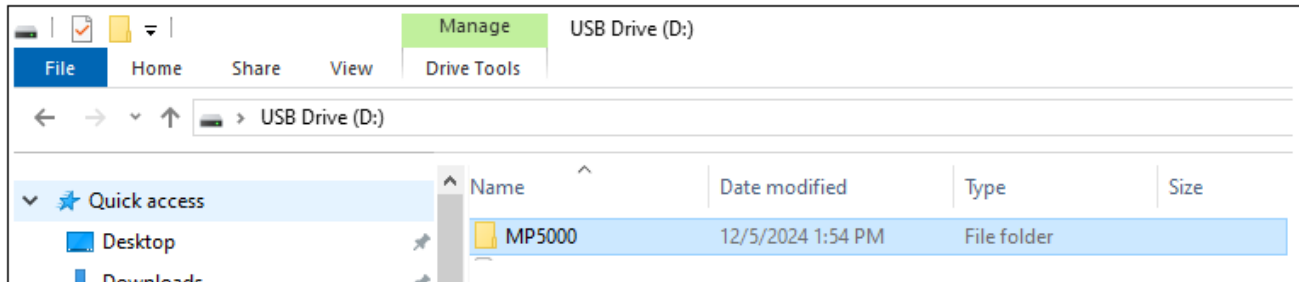 Manage USB Drive (D:)
File Home Share View Drive Tools
USB Drive (D:)
Name Date modified Type Size
Quick access
MP5000 12/5/2024 1:54 PM File folder
Desktop
Downloads